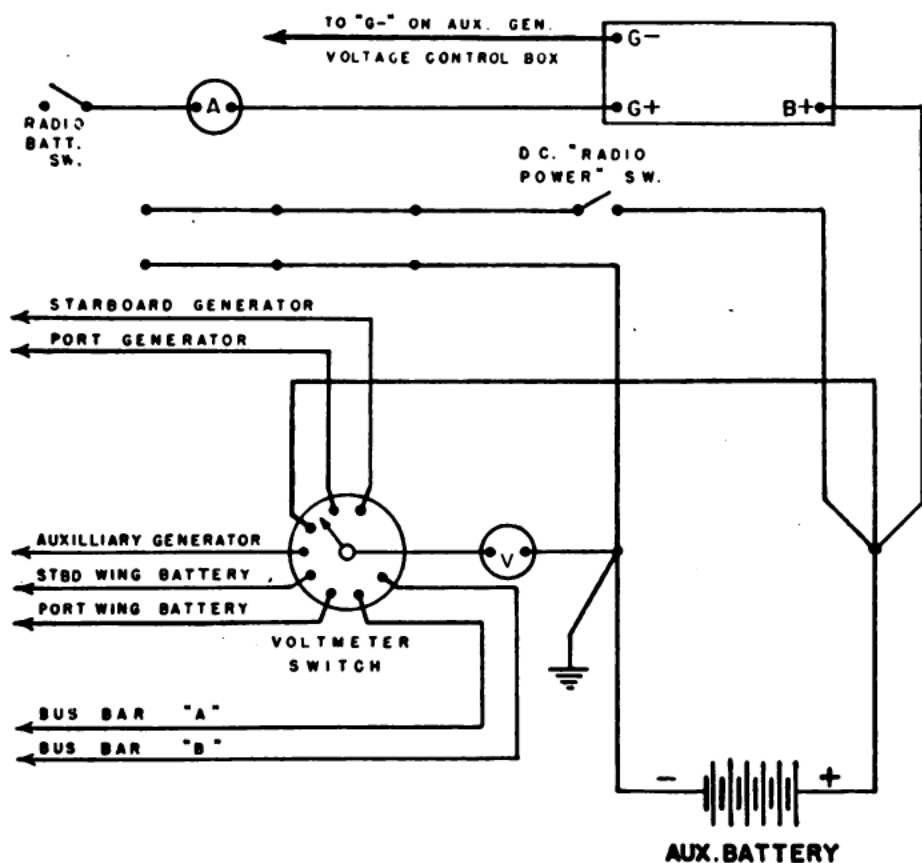 TO "G-" ON AUX. GEN.
VOLTAGE CONTROL BOX
G-
A
G+
B+
RADIO
BATT.
SW.
D.C. "RADIO
POWER" SW.
STARBOARD GENERATOR
PORT GENERATOR
AUXILLIARY GENERATOR
V
STBD WING BATTERY
PORT WING BATTERY
VOLTMETER
SWITCH
BUS BAR "A"
BUS BAR "B"
- +
AUX. BATTERY